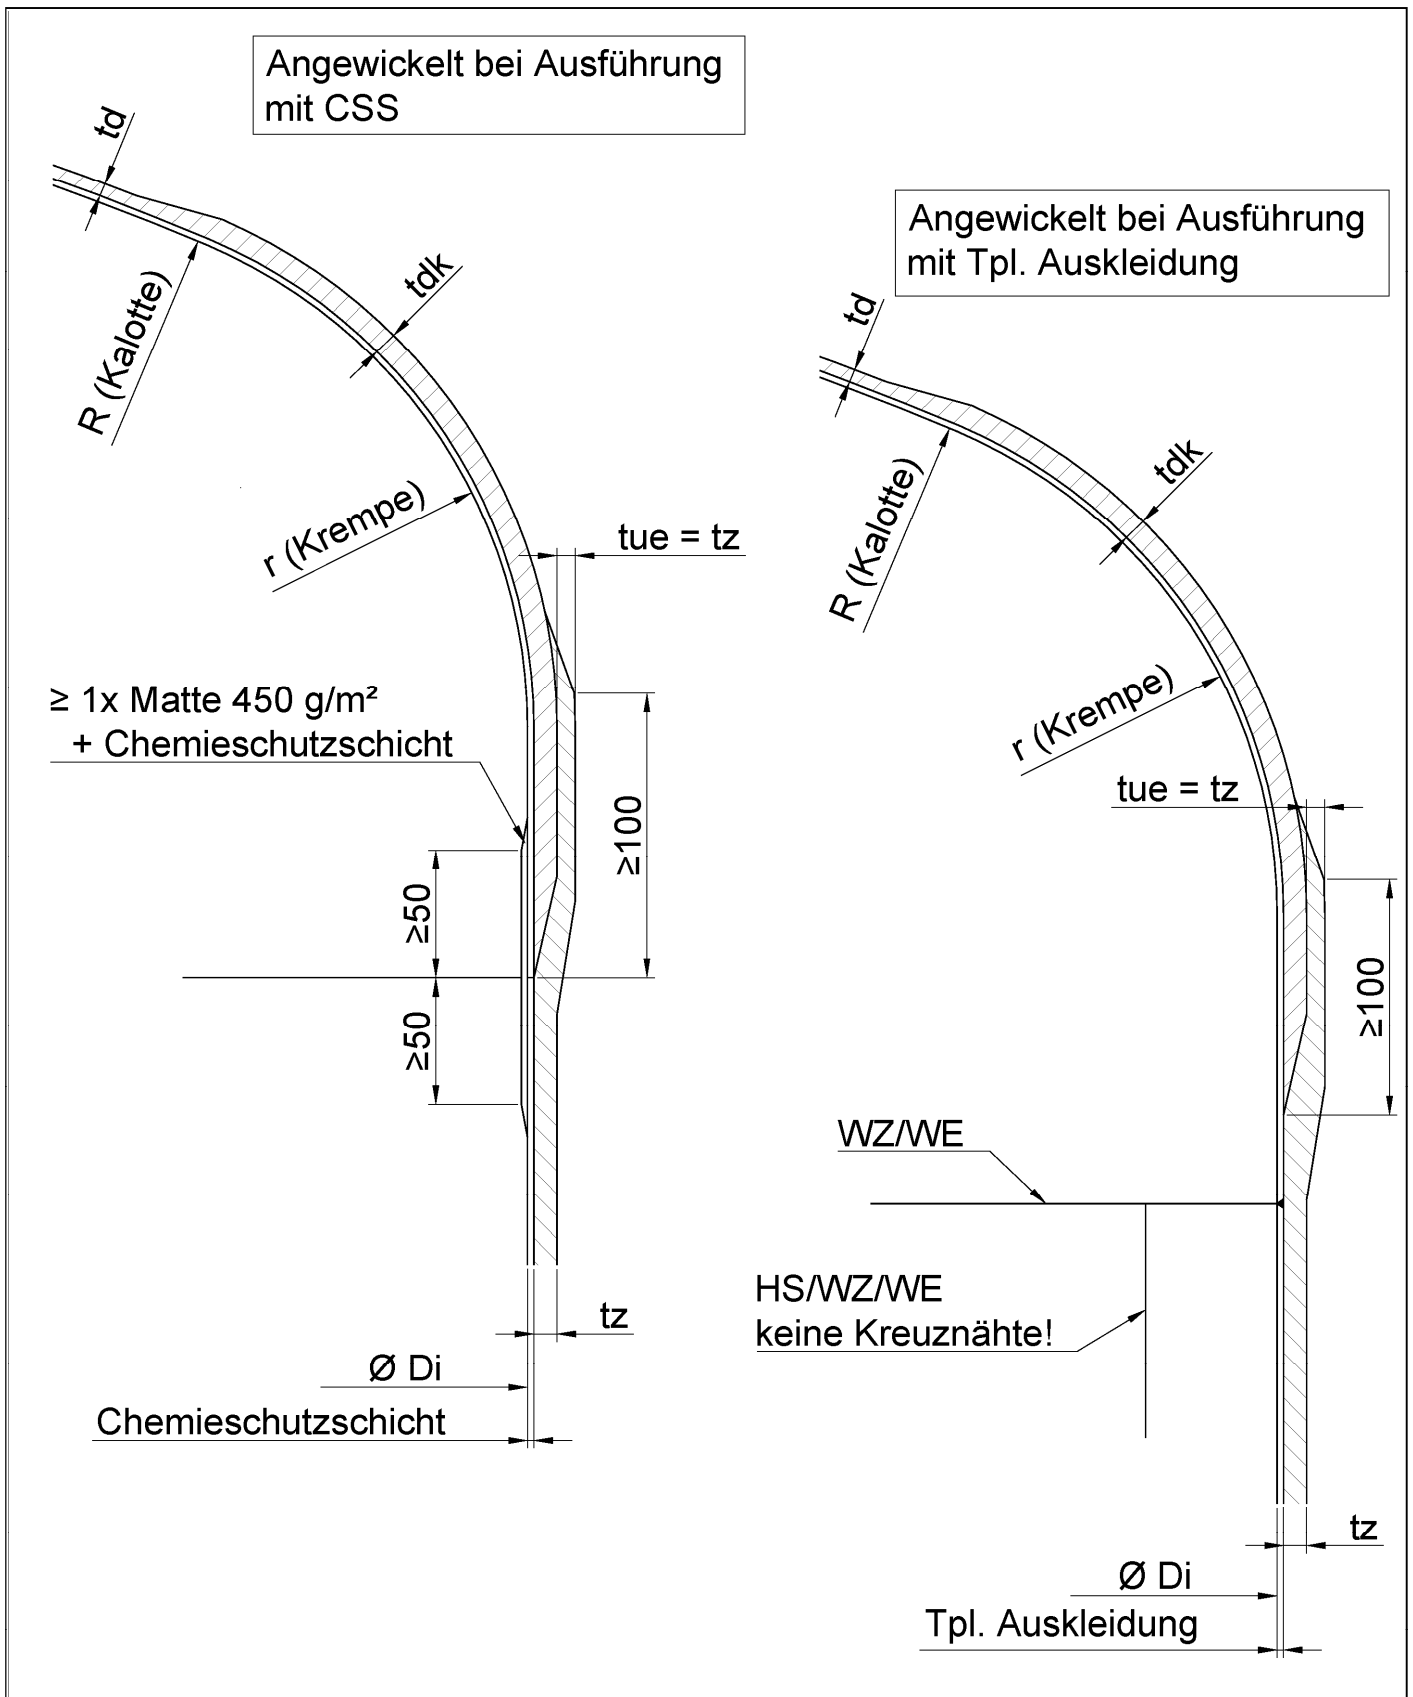 Angewickelt bei Ausführung
mit CSS
td
R (Kalotte)
tdk
r (Krempe)
tue = tz
≥ 1x Matte 450 g/m²
+ Chemieschutzschicht
≥100
≥50
≥50
tz
Ø Di
Chemieschutzschicht
Angewickelt bei Ausführung
mit Tpl. Auskleidung
td
R (Kalotte)
tdk
r (Krempe)
tue = tz
≥100
WZ/WE
HS/WZ/WE
keine Kreuznähte!
tz
Ø Di
Tpl. Auskleidung